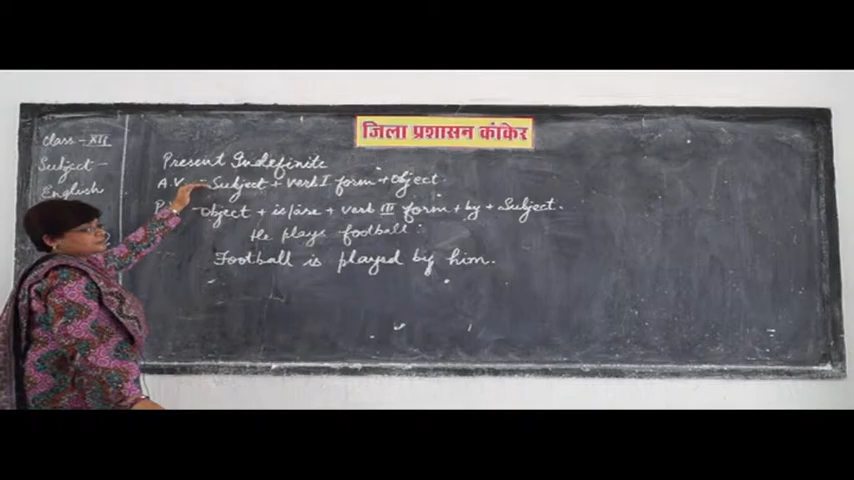 जिला प्रशासन कांकेर
Class - XII
Subject -
English
Present Indefinite
A.V. - Subject + verb I form + Object
- Object + is/are + verb III form + by + Subject.
He plays football.
Football is played by him.